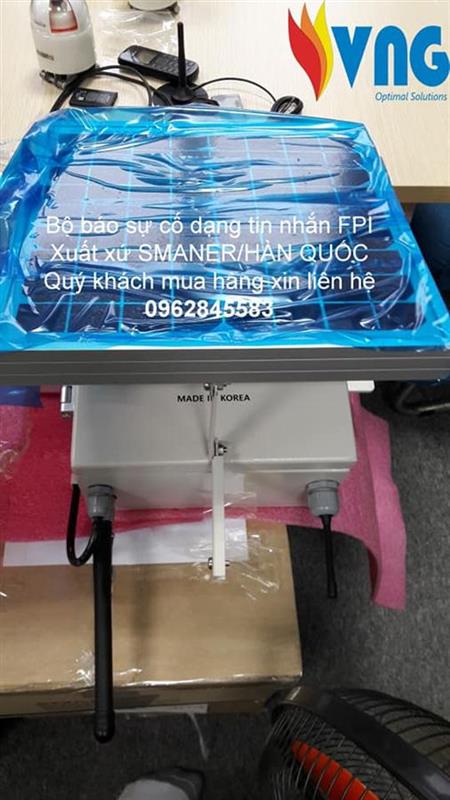 VNG
Optimal Solutions
Bộ báo sự cố dạng tin nhắn FPI
Xuất xứ SMANER/HÀN QUỐC
Quý khách mua hàng xin liên hệ
0962845583
MADE IN KOREA